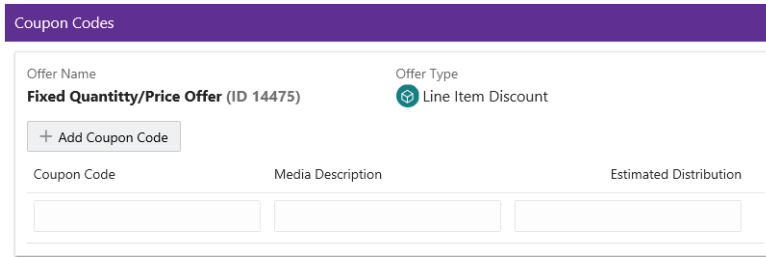 Coupon Codes
Offer Name
Offer Type
Fixed Quantitty/Price Offer (ID 14475)
Line Item Discount
+ Add Coupon Code
Coupon Code
Media Description
Estimated Distribution